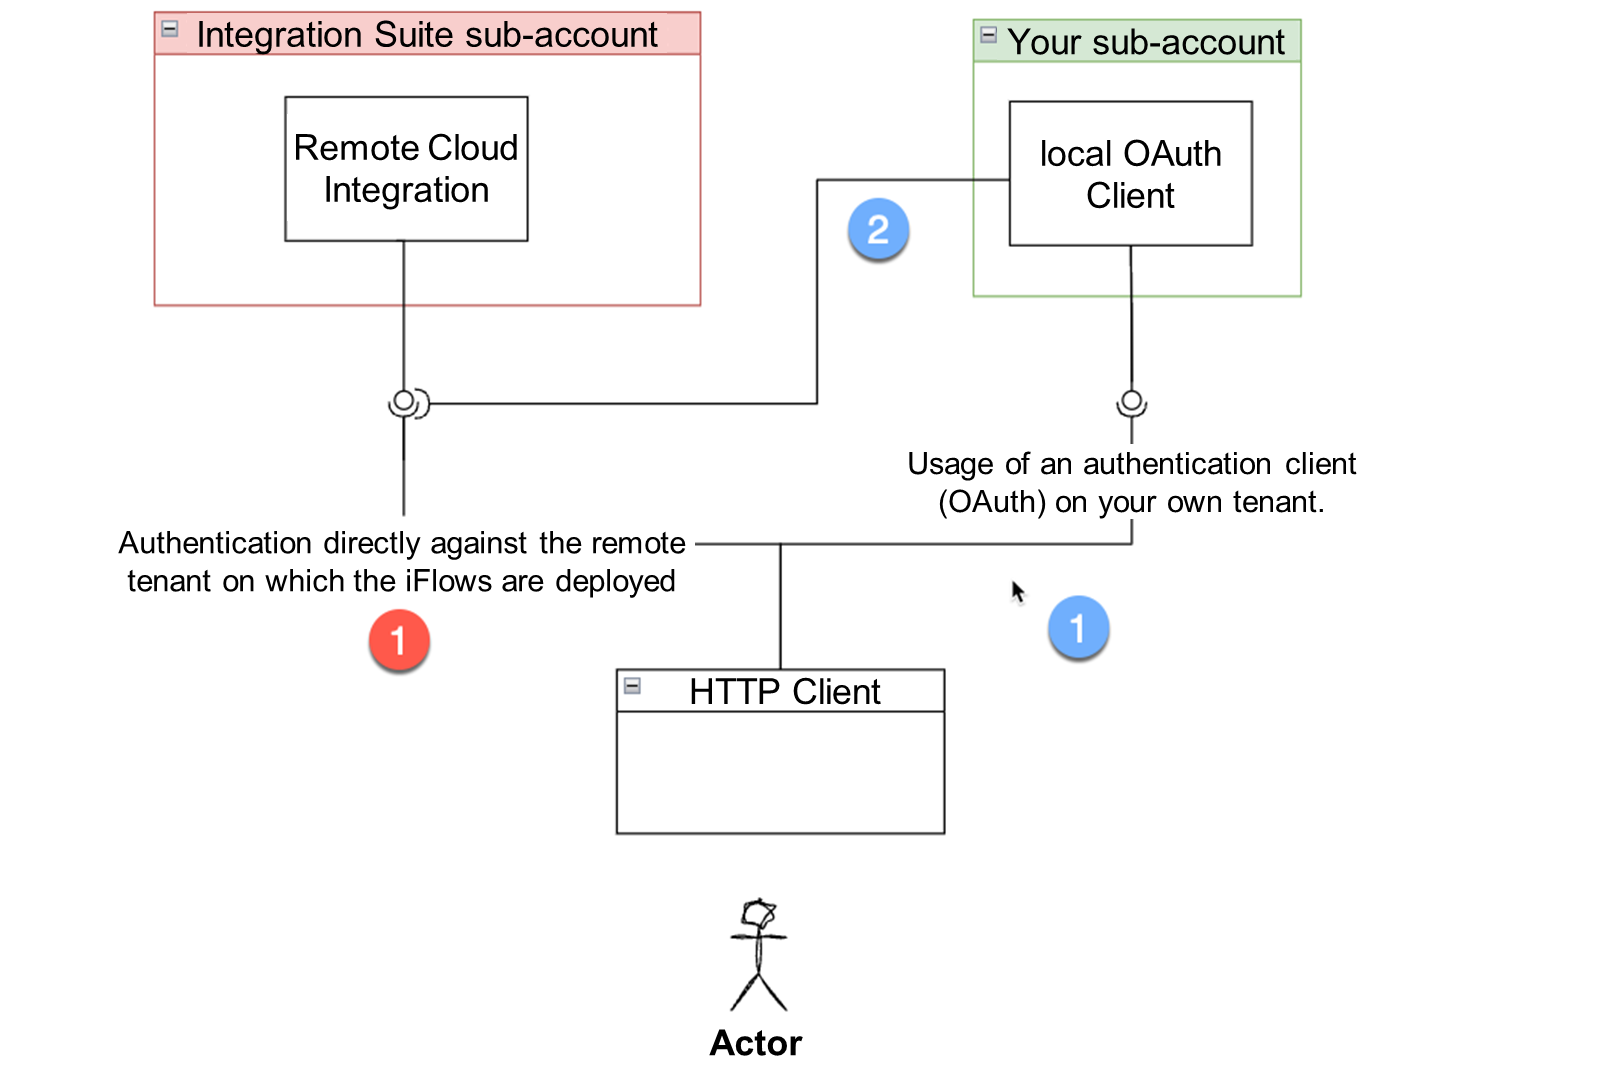 Integration Suite sub-account
Your sub-account
Remote Cloud
Integration
local OAuth
Client
2
Usage of an authentication client
(OAuth) on your own tenant.
Authentication directly against the remote
tenant on which the iFlows are deployed
1
1
HTTP Client
Actor